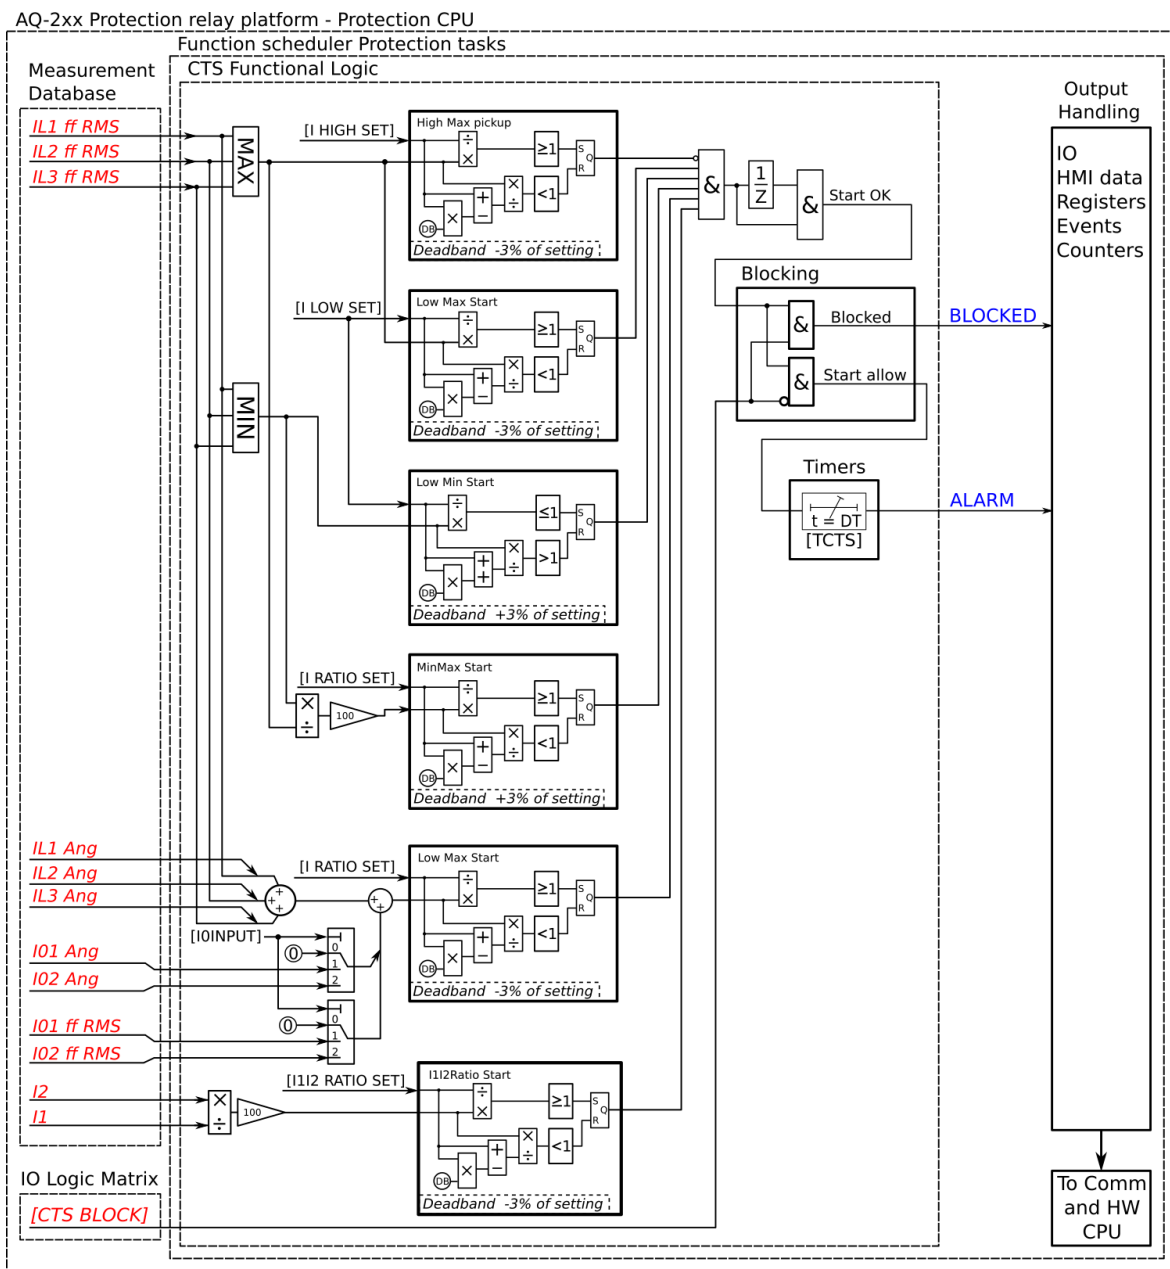 AQ-2xx Protection relay platform - Protection CPU
Function scheduler Protection tasks
CTS Functional Logic
Measurement
Database
IL1 ff RMS
IL2 ff RMS
IL3 ff RMS
MAX
MIN
[I HIGH SET]
High Max pickup
÷
×
≥1
S
Q
R
×
÷
<1
+
−
×
DB
Deadband -3% of setting
[I LOW SET]
Low Max Start
÷
×
≥1
S
Q
R
×
÷
<1
+
−
×
DB
Deadband -3% of setting
Low Min Start
÷
×
≤1
S
Q
R
×
÷
>1
+
+
×
DB
Deadband +3% of setting
[I RATIO SET]
×
÷
100
MinMax Start
÷
×
≥1
S
Q
R
×
÷
<1
+
−
×
DB
Deadband +3% of setting
IL1 Ang
IL2 Ang
IL3 Ang
+
+
+
+
+
[I RATIO SET]
Low Max Start
÷
×
≥1
S
Q
R
×
÷
<1
+
−
×
DB
Deadband -3% of setting
[I0INPUT]
I01 Ang
I02 Ang
0
0
1
2
I01 ff RMS
I02 ff RMS
0
0
1
2
I2
I1
×
÷
100
[I1I2 RATIO SET]
I1I2Ratio Start
÷
×
≥1
S
Q
R
×
÷
<1
+
−
×
DB
Deadband -3% of setting
IO Logic Matrix
[CTS BLOCK]
&
1
Z
&
Start OK
Blocking
&
Blocked
&
Start allow
BLOCKED
Timers
t = DT
[TCTS]
ALARM
Output
Handling
IO
HMI data
Registers
Events
Counters
To Comm
and HW
CPU